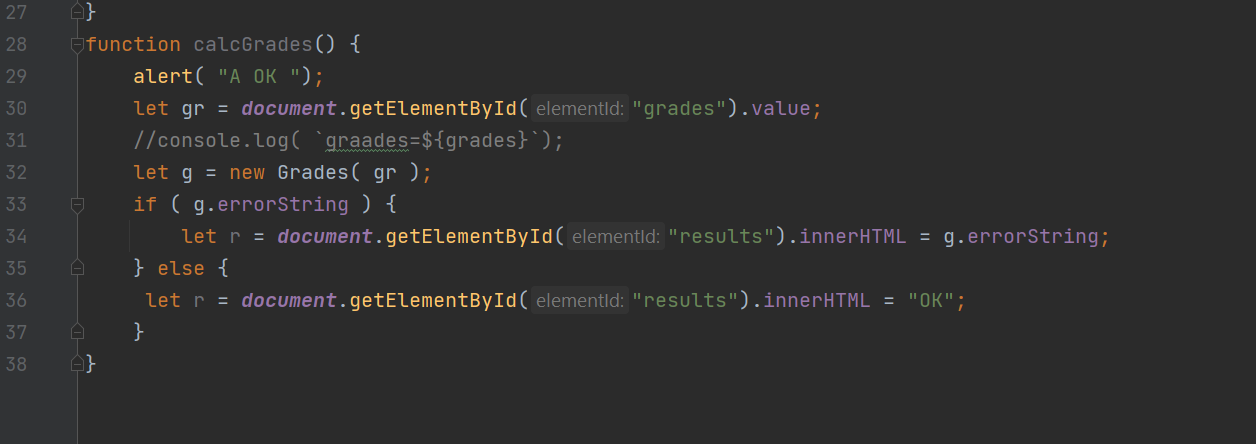 27 }
28 function calcGrades() {
29 alert( "A OK ");
30 let gr = document.getElementById( elementId: "grades").value;
31 //console.log( `graades=${grades}`);
32 let g = new Grades( gr );
33 if ( g.errorString ) {
34 let r = document.getElementById( elementId: "results").innerHTML = g.errorString;
35 } else {
36 let r = document.getElementById( elementId: "results").innerHTML = "OK";
37 }
38 }